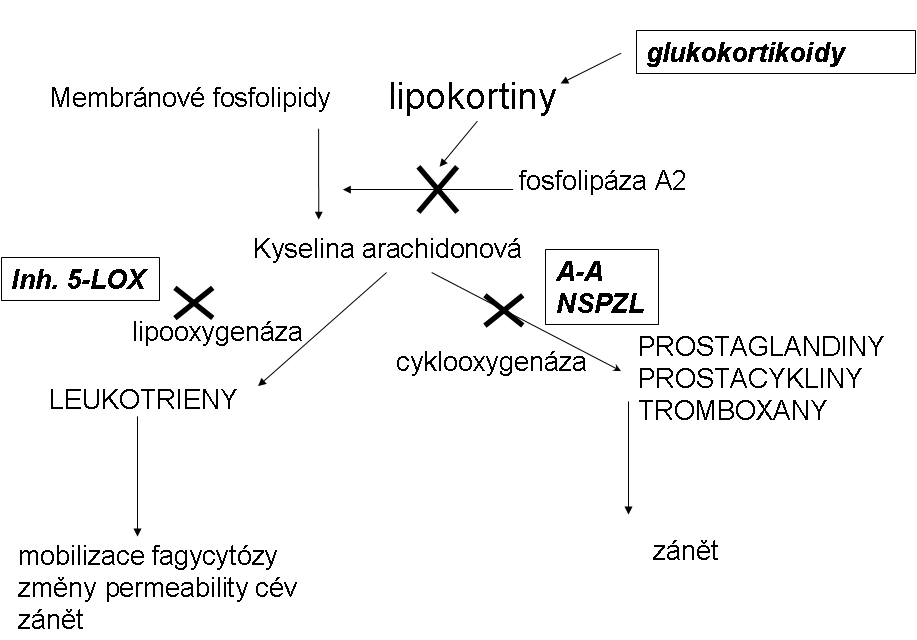 glukokortikoidy
Membránové fosfolipidy
lipokortiny
fosfolipáza A2
Kyselina arachidonová
Inh. 5-LOX
A-A
NSPZL
lipooxygenáza
cyklooxygenáza
PROSTAGLANDINY
PROSTACYKLINY
TROMBOXANY
LEUKOTRIENY
mobilizace fagycytózy
změny permeability cév
zánět
zánět